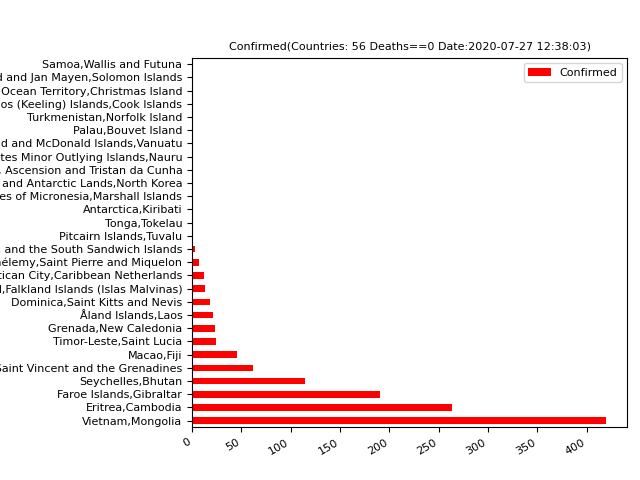 Confirmed(Countries: 56 Deaths==0 Date:2020-07-27 12:38:03)
Confirmed
Samoa,Wallis and Futuna
and Jan Mayen,Solomon Islands
Ocean Territory,Christmas Island
(Keeling) Islands,Cook Islands
Turkmenistan,Norfolk Island
Palau,Bouvet Island
and McDonald Islands,Vanuatu
Minor Outlying Islands,Nauru
, Ascension and Tristan da Cunha
and Antarctic Lands,North Korea
of Micronesia,Marshall Islands
Antarctica,Kiribati
Tonga,Tokelau
Pitcairn Islands,Tuvalu
and the South Sandwich Islands
,Saint Pierre and Miquelon
City,Caribbean Netherlands
,Falkland Islands (Islas Malvinas)
Dominica,Saint Kitts and Nevis
Åland Islands,Laos
Grenada,New Caledonia
Timor-Leste,Saint Lucia
Macao,Fiji
Saint Vincent and the Grenadines
Seychelles,Bhutan
Faroe Islands,Gibraltar
Eritrea,Cambodia
Vietnam,Mongolia
0 50 100 150 200 250 300 350 400